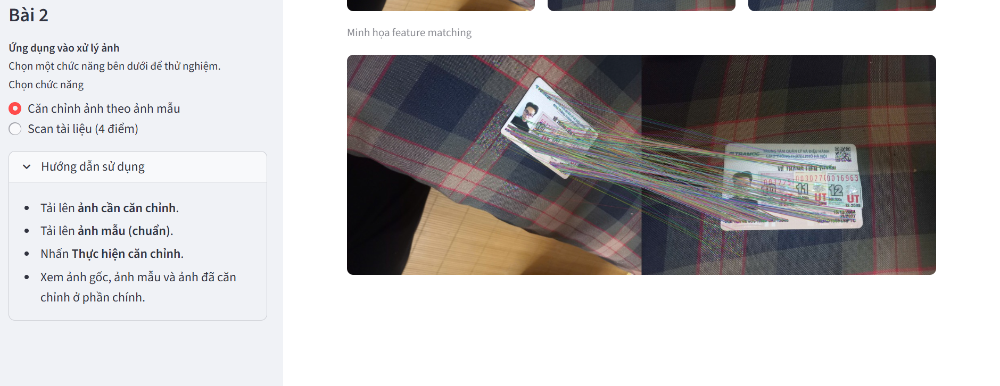 Bài 2
Ứng dụng vào xử lý ảnh
Chọn một chức năng bên dưới để thử nghiệm.
Chọn chức năng
Căn chỉnh ảnh theo ảnh mẫu
Scan tài liệu (4 điểm)
Hướng dẫn sử dụng
Tải lên ảnh cần căn chỉnh.
Tải lên ảnh mẫu (chuẩn).
Nhấn Thực hiện căn chỉnh.
Xem ảnh gốc, ảnh mẫu và ảnh đã căn
chỉnh ở phần chính.
Minh họa feature matching
TRAMOC
TRUNG TÂM QUẢN LÝ VÀ ĐIỆU HÀNH
GIAO THÔNG THÀNH PHỐ HÀ NỘI
VÉ THÁNG LIÊN TUYẾN
0016963
10 11 12
UT UT UT